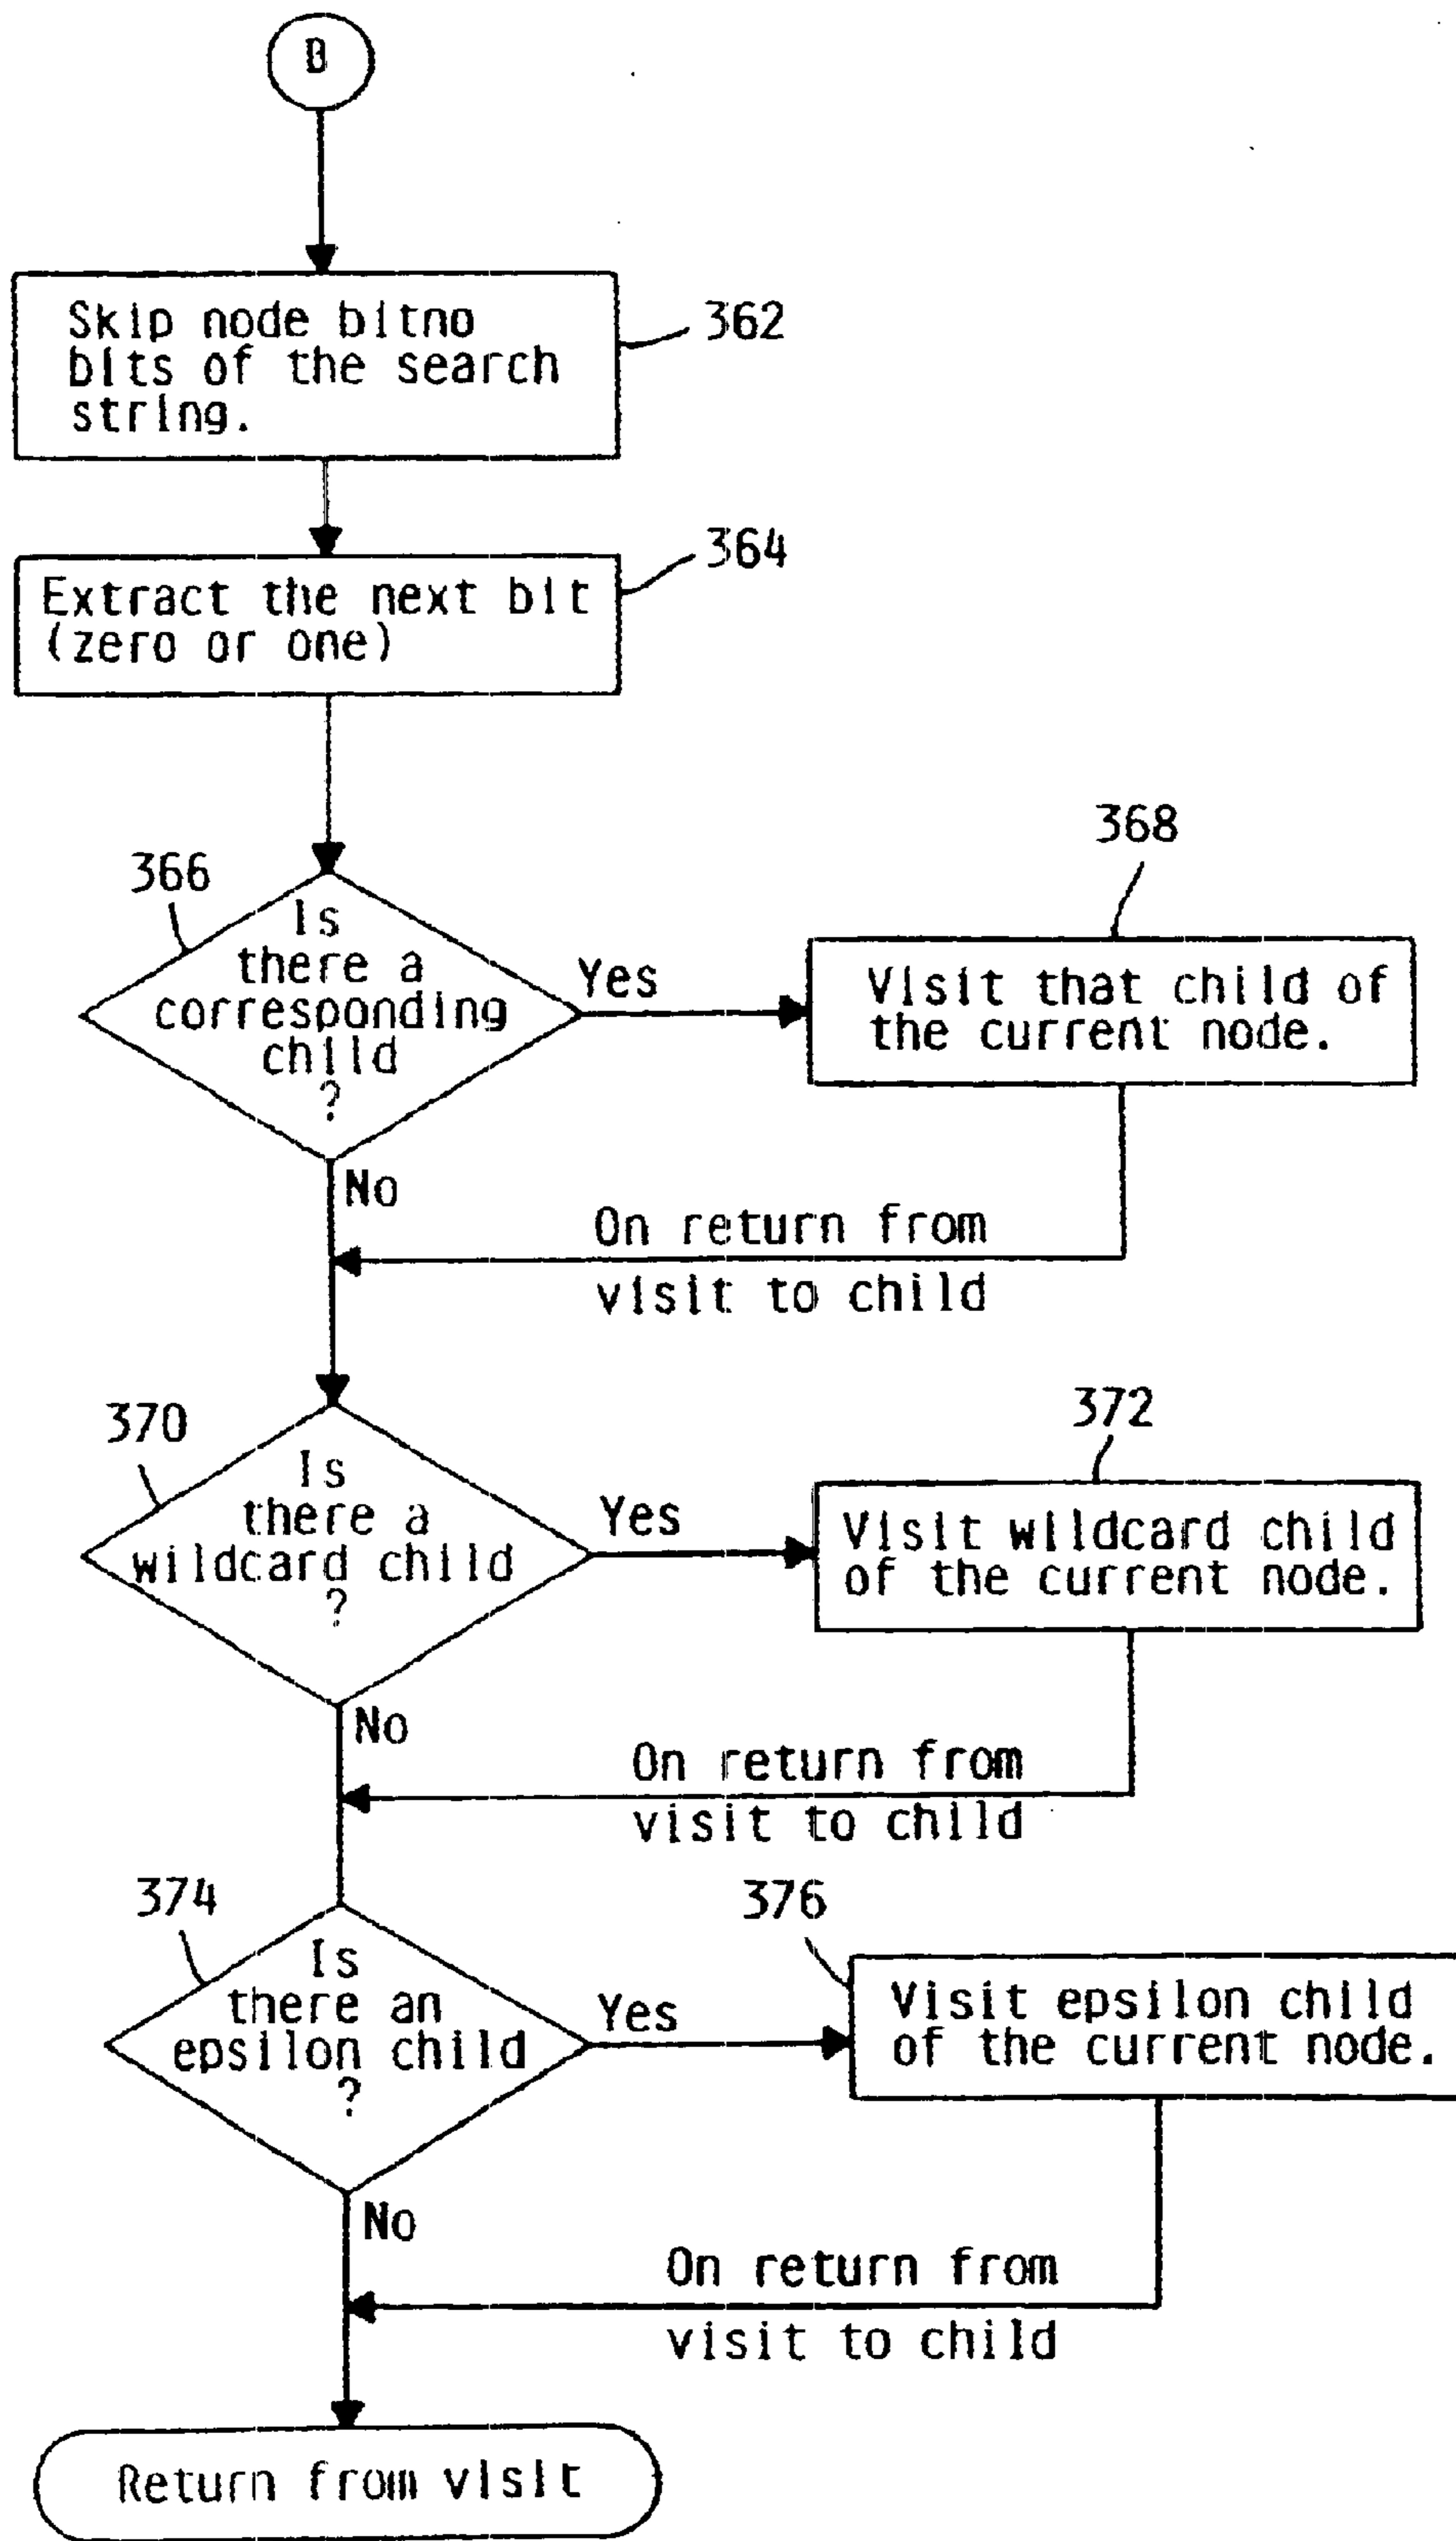 B
Skip node bitno
bits of the search
string.
362
Extract the next bit
(zero or one)
364
366
Is
there a
corresponding
child
?
Yes
368
Visit that child of
the current node.
No
On return from
visit to child
370
Is
there a
wildcard child
?
Yes
372
Visit wildcard child
of the current node.
No
On return from
visit to child
374
Is
there an
epsilon child
?
Yes
376
Visit epsilon child
of the current node.
No
On return from
visit to child
Return from visit